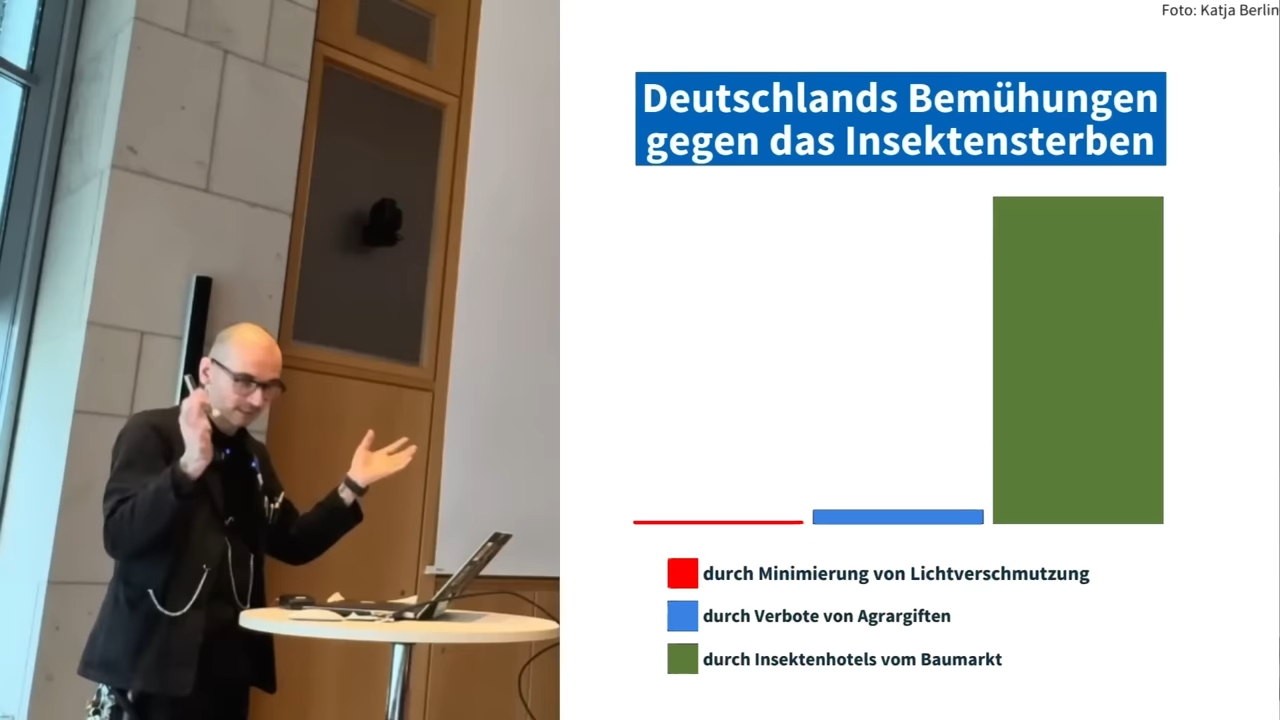 Foto: Katja Berlin
Deutschlands Bemühungen
gegen das Insektensterben
durch Minimierung von Lichtverschmutzung
durch Verbote von Agrargiften
durch Insektenhotels vom Baumarkt